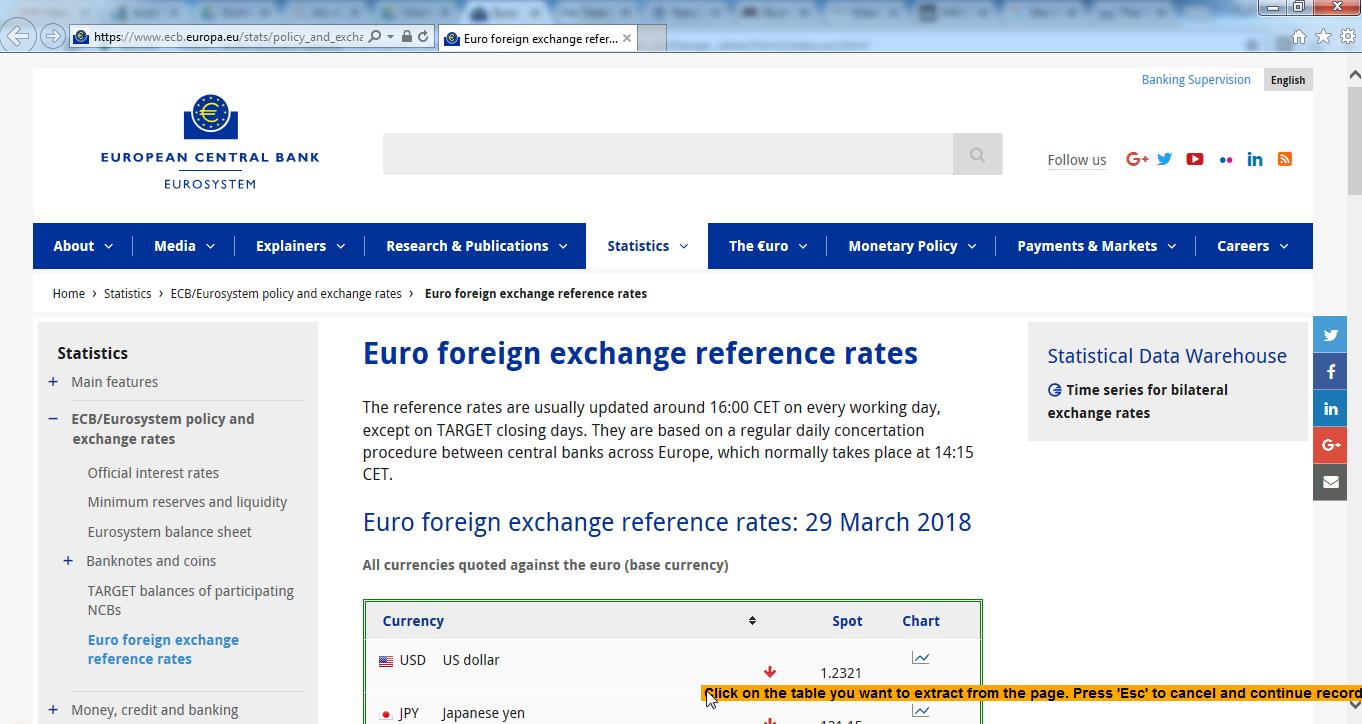 https://www.ecb.europa.eu/stats/policy_and_excha
Euro foreign exchange refer...
Banking Supervision English
EUROPEAN CENTRAL BANK
EUROSYSTEM
Follow us
About Media Explainers Research & Publications Statistics The €uro Monetary Policy Payments & Markets Careers
Home › Statistics › ECB/Eurosystem policy and exchange rates › Euro foreign exchange reference rates
Statistics
+ Main features
− ECB/Eurosystem policy and
exchange rates
Official interest rates
Minimum reserves and liquidity
Eurosystem balance sheet
+ Banknotes and coins
TARGET balances of participating
NCBs
Euro foreign exchange
reference rates
+ Money, credit and banking
Euro foreign exchange reference rates
The reference rates are usually updated around 16:00 CET on every working day,
except on TARGET closing days. They are based on a regular daily concertation
procedure between central banks across Europe, which normally takes place at 14:15
CET.
Euro foreign exchange reference rates: 29 March 2018
All currencies quoted against the euro (base currency)
Currency Spot Chart
USD US dollar 1.2321
JPY Japanese yen 131.15
Statistical Data Warehouse
Time series for bilateral
exchange rates
Click on the table you want to extract from the page. Press 'Esc' to cancel and continue record